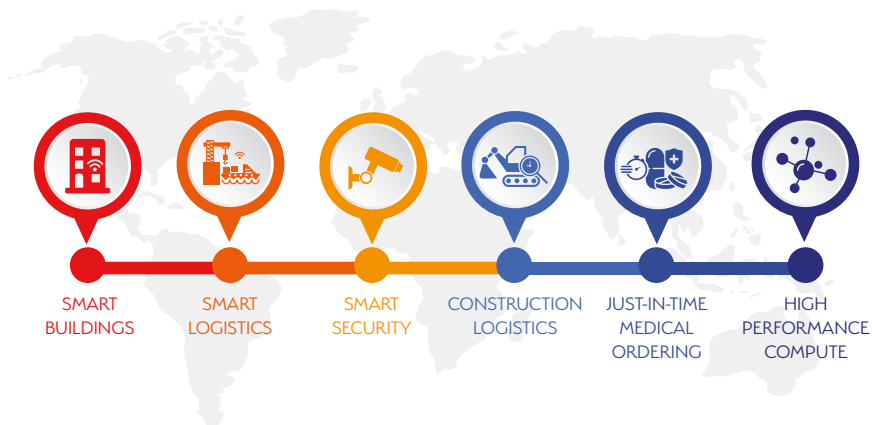 SMART
BUILDINGS
SMART
LOGISTICS
SMART
SECURITY
CONSTRUCTION
LOGISTICS
JUST-IN-TIME
MEDICAL
ORDERING
HIGH
PERFORMANCE
COMPUTE